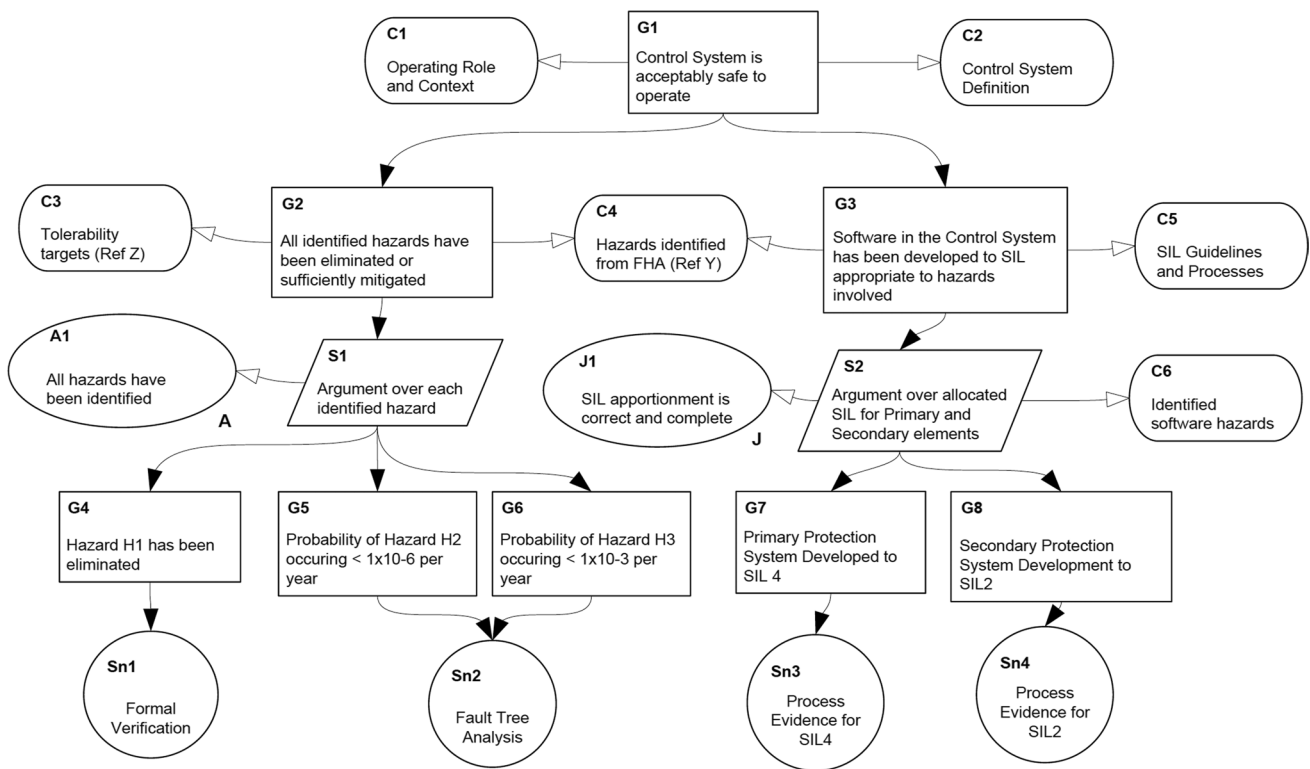 C1
Operating Role
and Context
G1
Control System is
acceptably safe to
operate
C2
Control System
Definition
C3
Tolerability
targets (Ref Z)
G2
All identified hazards have
been eliminated or
sufficiently mitigated
C4
Hazards identified
from FHA (Ref Y)
G3
Software in the Control System
has been developed to SIL
appropriate to hazards
involved
C5
SIL Guidelines
and Processes
A1
All hazards have
been identified
A
S1
Argument over each
identified hazard
J1
SIL apportionment is
correct and complete
J
S2
Argument over allocated
SIL for Primary and
Secondary elements
C6
Identified
software hazards
G4
Hazard H1 has been
eliminated
G5
Probability of Hazard H2
occuring < 1x10-6 per
year
G6
Probability of Hazard H3
occuring < 1x10-3 per
year
G7
Primary Protection
System Developed to
SIL 4
G8
Secondary Protection
System Development to
SIL2
Sn1
Formal
Verification
Sn2
Fault Tree
Analysis
Sn3
Process
Evidence for
SIL4
Sn4
Process
Evidence for
SIL2